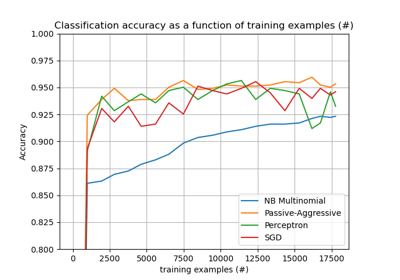 Classification accuracy as a function of training examples (#)
1.000
0.975
0.950
0.925
0.900
0.875
0.850
0.825
0.800
Accuracy
NB Multinomial
Passive-Aggressive
Perceptron
SGD
0 2500 5000 7500 10000 12500 15000 17500
training examples (#)